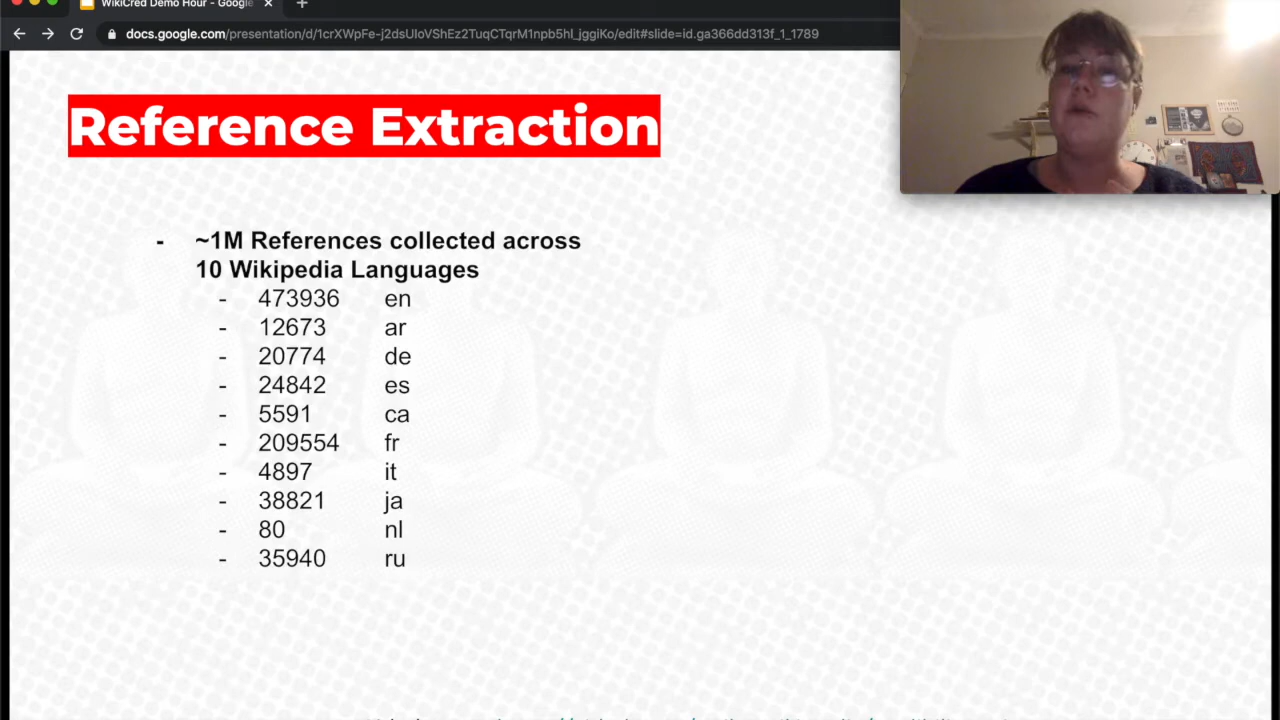 WikiCred Demo Hour - Google
docs.google.com/presentation/d/1crXWpFe-j2dsUIoVShEz2TuqCTqrM1npb5hI_jggiKo/edit#slide=id.ga366dd313f_1_1789
Reference Extraction
- ~1M References collected across
10 Wikipedia Languages
- 473936 en
- 12673 ar
- 20774 de
- 24842 es
- 5591 ca
- 209554 fr
- 4897 it
- 38821 ja
- 80 nl
- 35940 ru